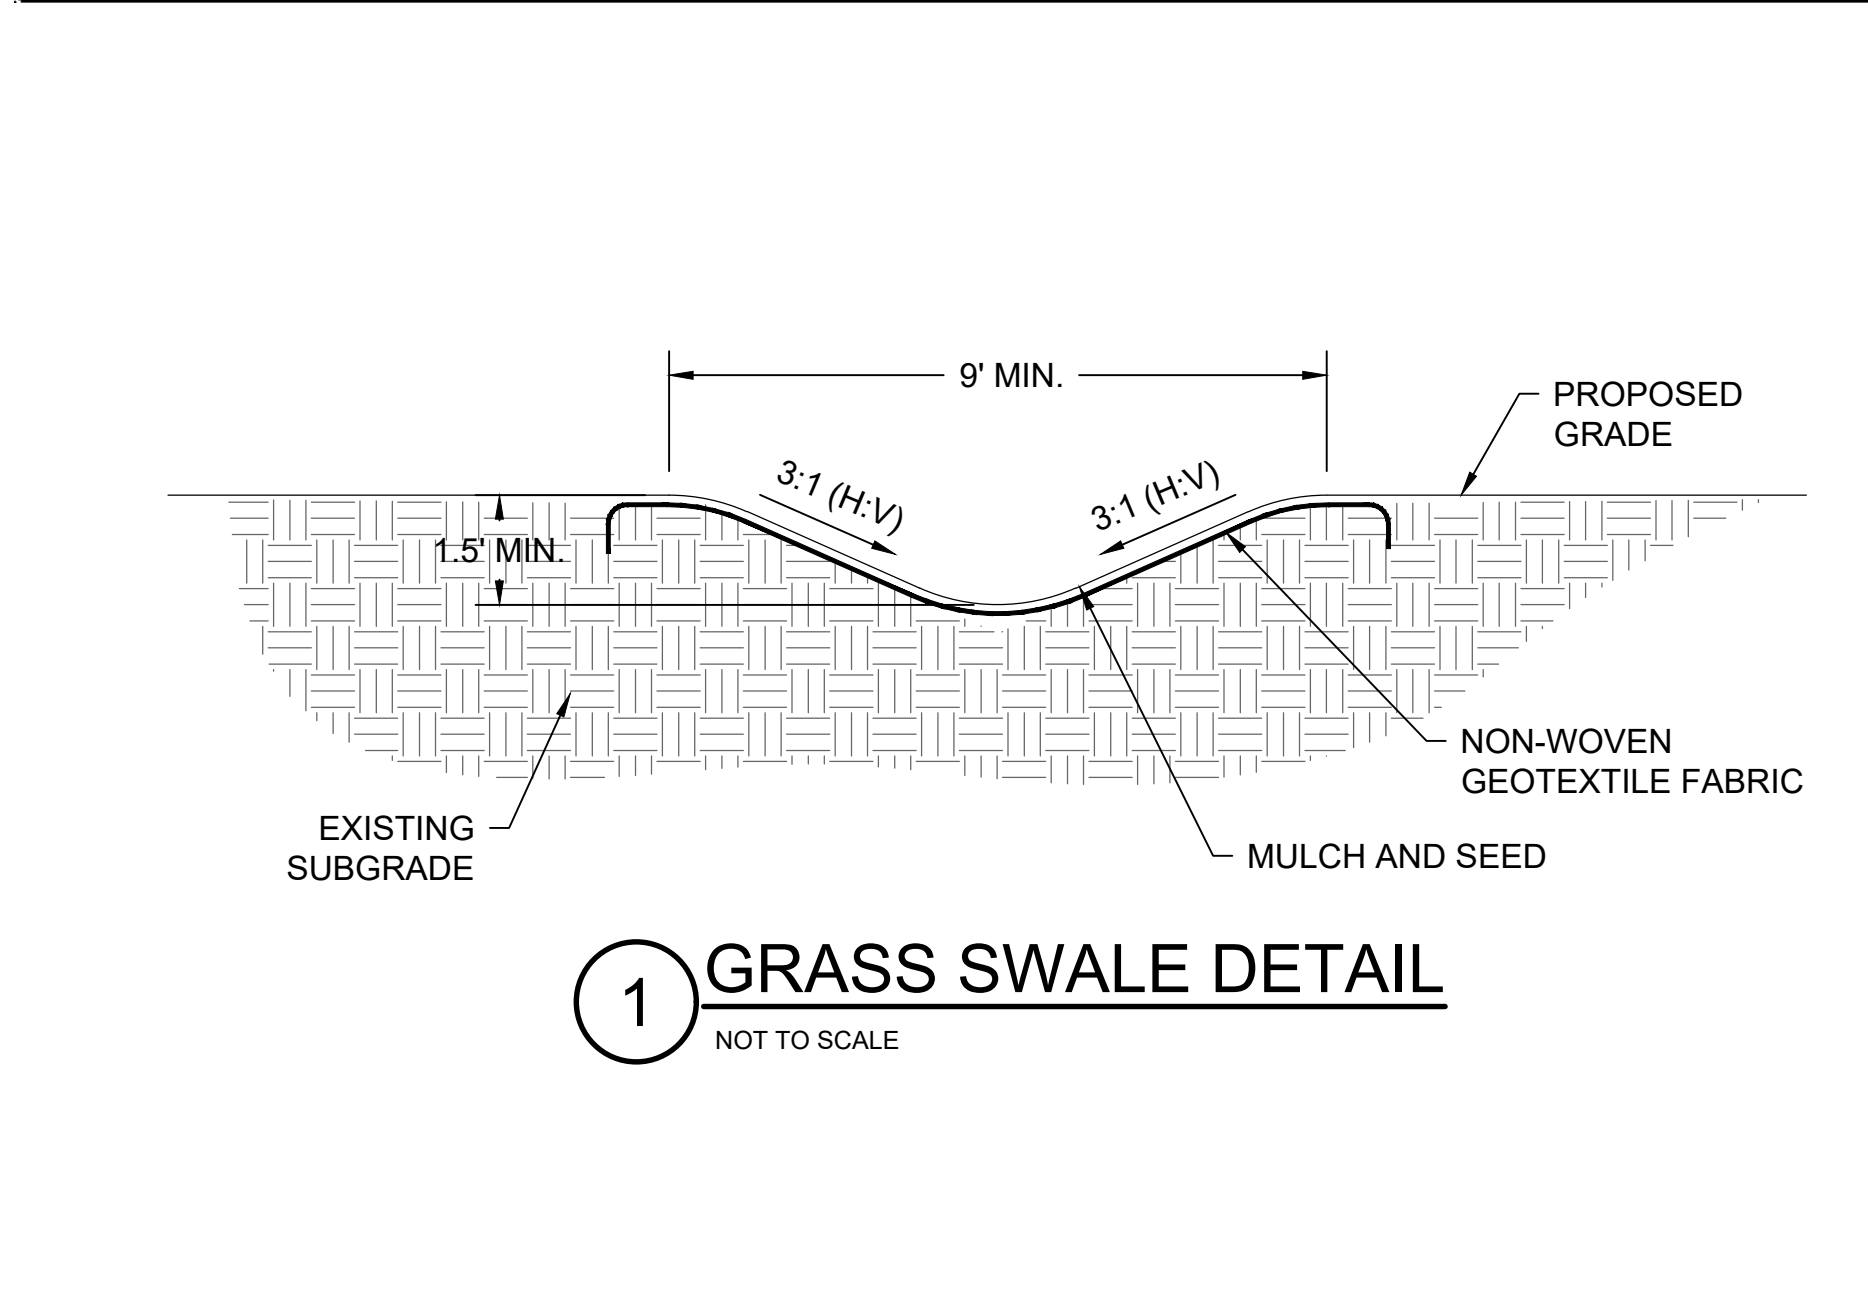 9' MIN.
PROPOSED
GRADE
3:1 (H:V)
3:1 (H:V)
1.5' MIN.
NON-WOVEN
GEOTEXTILE FABRIC
EXISTING
SUBGRADE
MULCH AND SEED
1
GRASS SWALE DETAIL
NOT TO SCALE